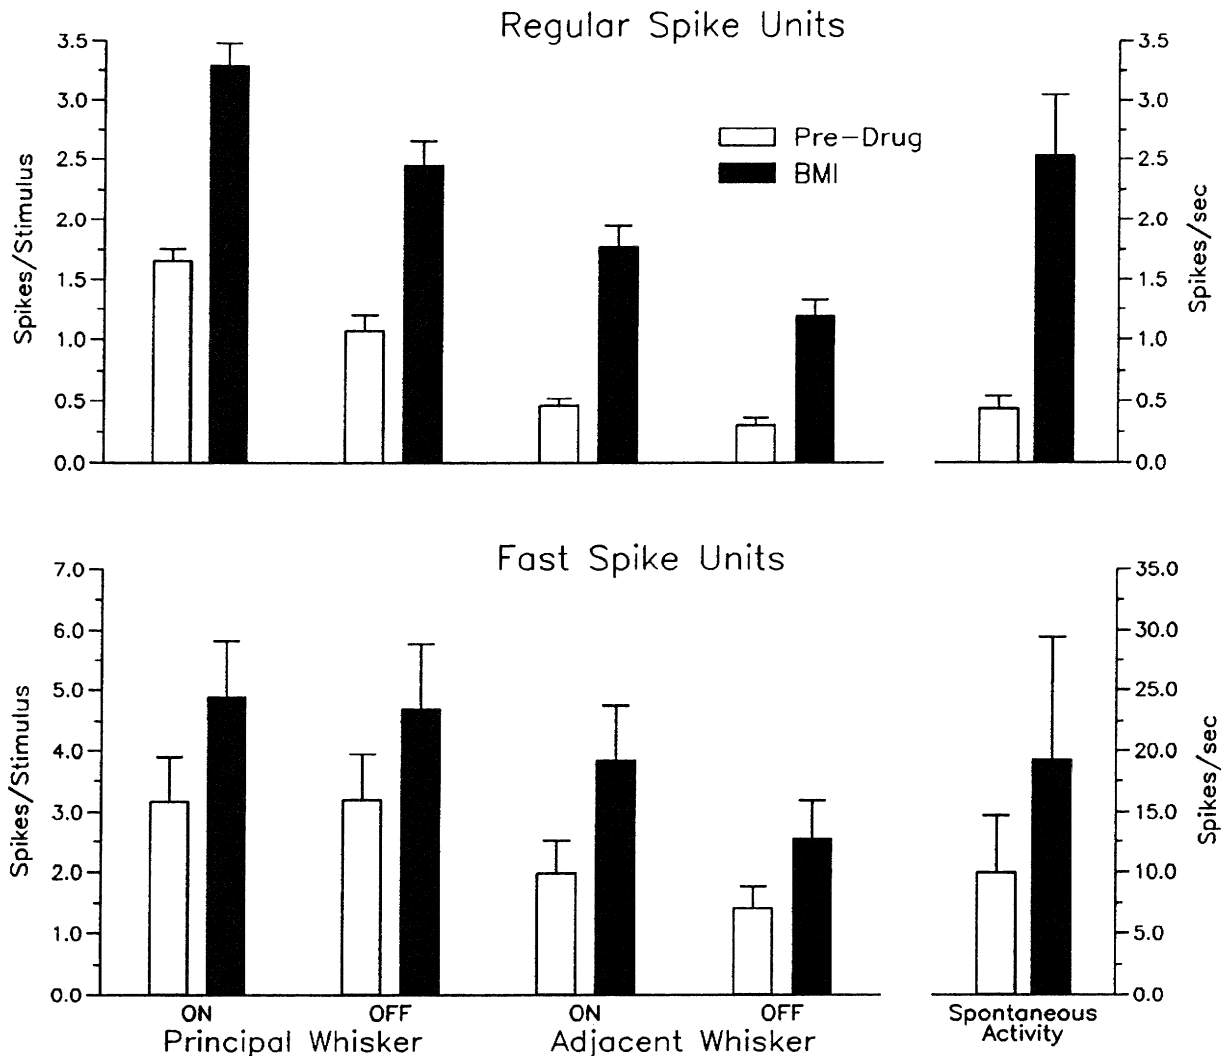 Regular Spike Units
3.5
3.0
2.5
2.0
1.5
1.0
0.5
0.0
Spikes/Stimulus
Pre-Drug
BMI
3.5
3.0
2.5
2.0
1.5
1.0
0.5
0.0
Spikes/sec
Fast Spike Units
7.0
6.0
5.0
4.0
3.0
2.0
1.0
0.0
Spikes/Stimulus
35.0
30.0
25.0
20.0
15.0
10.0
5.0
0.0
Spikes/sec
ON OFF ON OFF
Principal Whisker Adjacent Whisker
Spontaneous
Activity